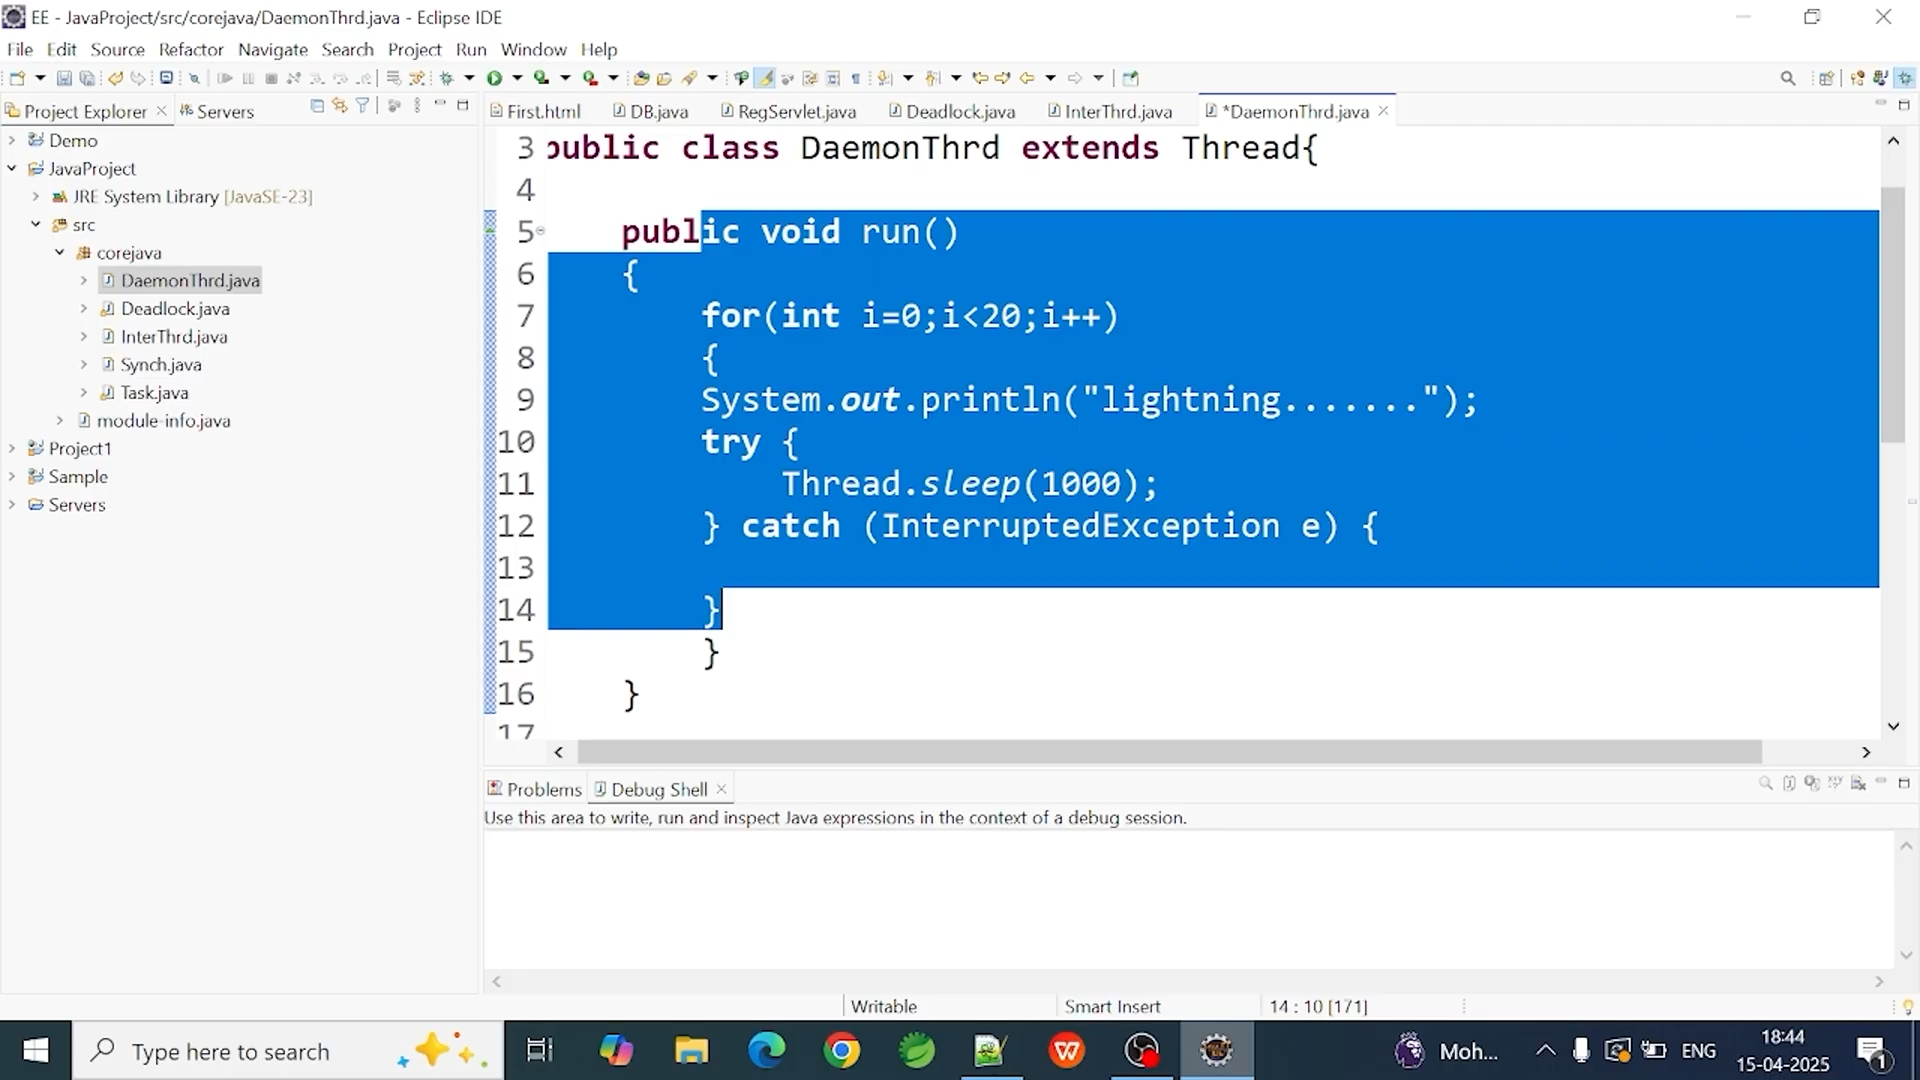 EE - JavaProject/src/corejava/DaemonThrd.java - Eclipse IDE
File Edit Source Refactor Navigate Search Project Run Window Help
Project Explorer Servers
First.html DB.java RegServlet.java Deadlock.java InterThrd.java *DaemonThrd.java
Demo
JavaProject
JRE System Library [JavaSE-23]
src
corejava
DaemonThrd.java
Deadlock.java
InterThrd.java
Synch.java
Task.java
module-info.java
Project1
Sample
Servers
3 public class DaemonThrd extends Thread{
4
5 public void run()
6 {
7 for(int i=0;i<20;i++)
8 {
9 System.out.println("lightning.......");
10 try {
11 Thread.sleep(1000);
12 } catch (InterruptedException e) {
13
14 }
15 }
16 }
17
Problems Debug Shell
Use this area to write, run and inspect Java expressions in the context of a debug session.
Writable Smart Insert 14 : 10 [171]
Type here to search
Moh... ENG 18:44
15-04-2025
1